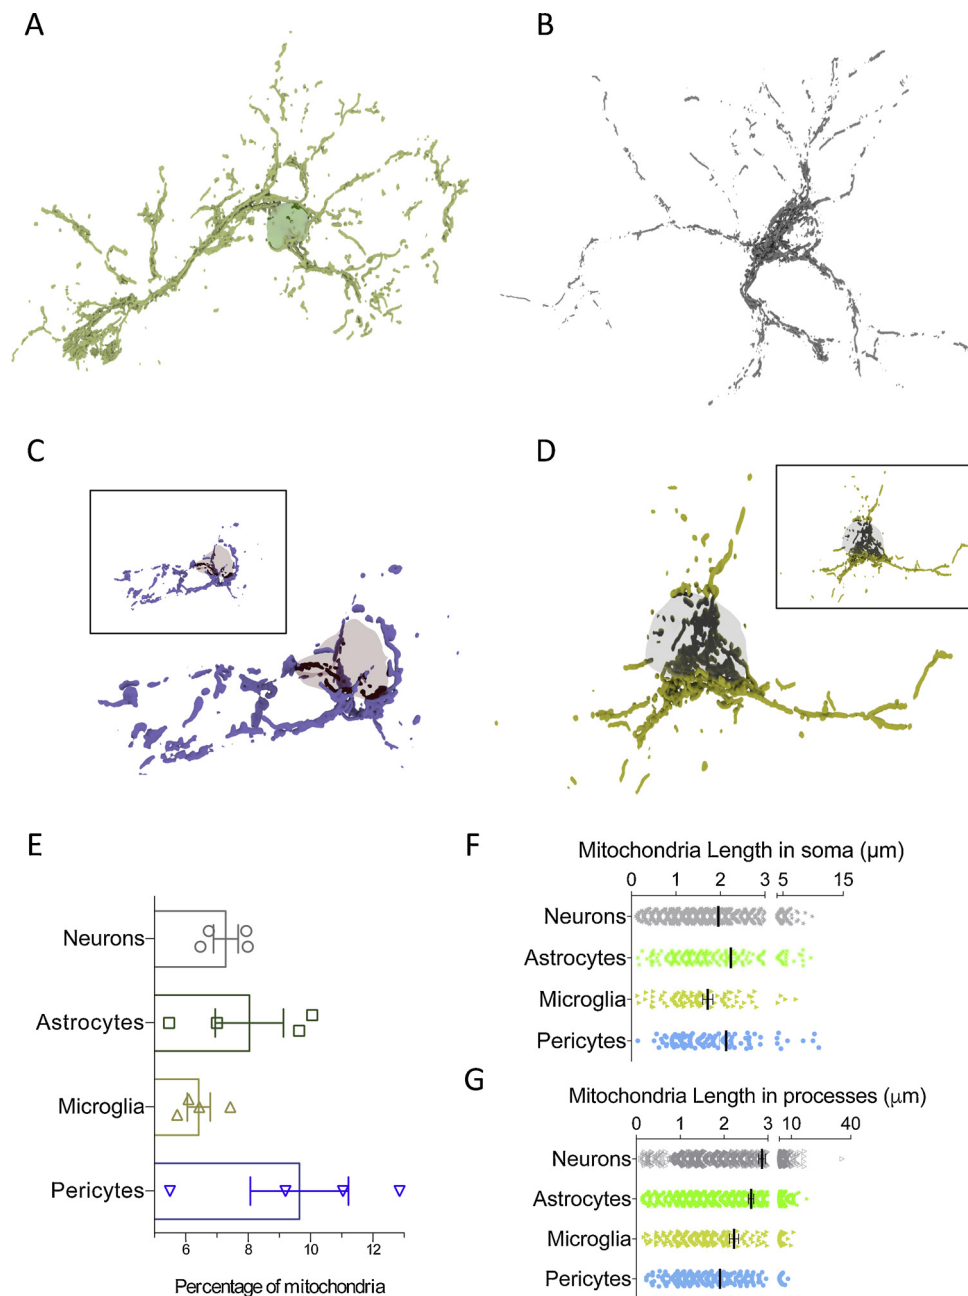 A
B
C
D
E
Neurons
Astrocytes
Microglia
Pericytes
6 8 10 12
Percentage of mitochondria
F
Mitochondria Length in soma (µm)
0 1 2 3 5 15
Neurons
Astrocytes
Microglia
Pericytes
G
Mitochondria Length in processes (µm)
0 1 2 3 10 40
Neurons
Astrocytes
Microglia
Pericytes